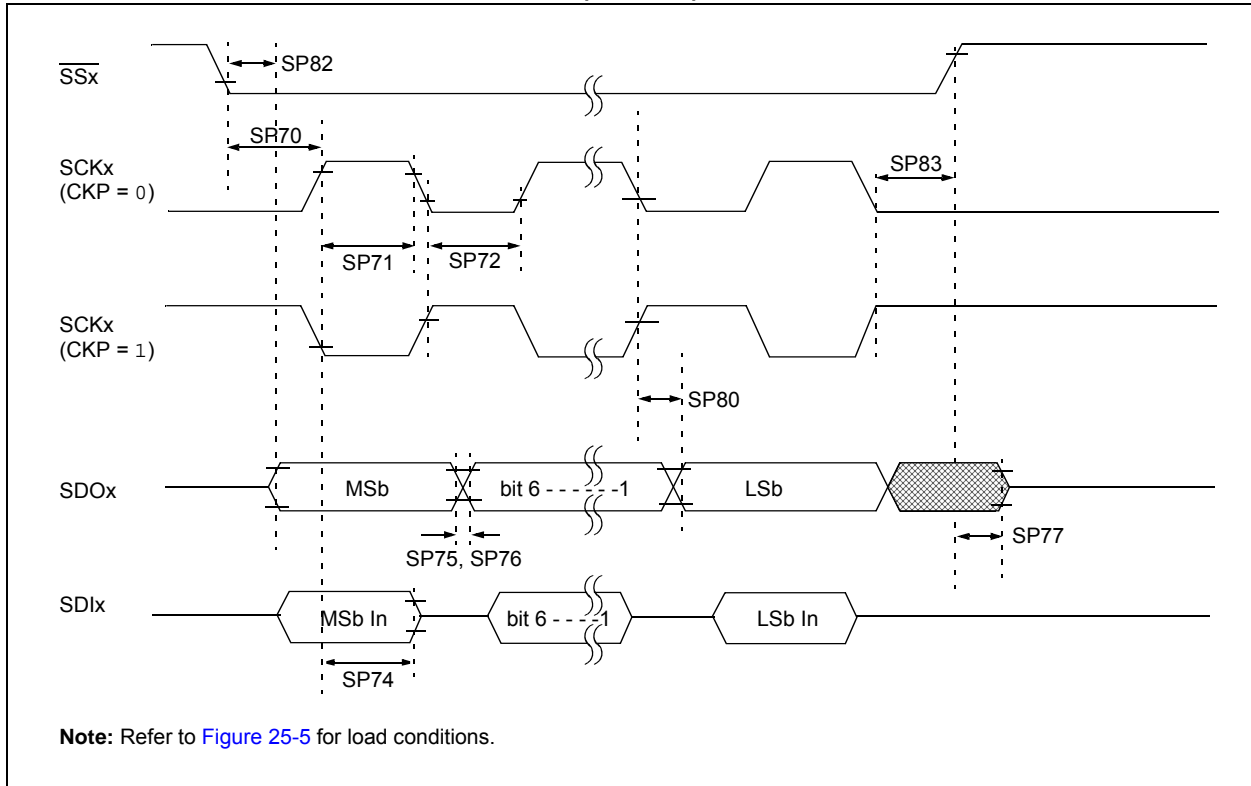 SSx
SP82
SP70
SCKx
(CKP = 0)
SP83
SP71
SP72
SCKx
(CKP = 1)
SP80
SDOx
MSb
bit 6 - - - - - -1
LSb
SP75, SP76
SP77
SDIx
MSb In
bit 6 - - - -1
LSb In
SP74
Note: Refer to Figure 25-5 for load conditions.